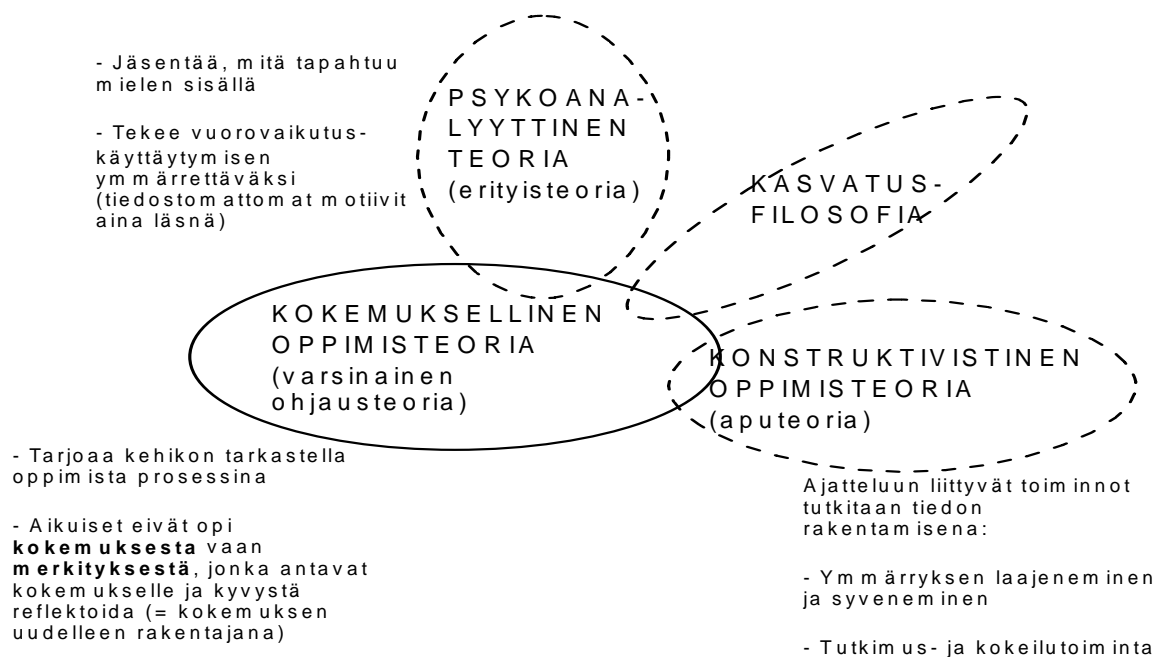 - Jäsentää, mitä tapahtuu
mielen sisällä
- Tekee vuorovaikutus-
käyttäytymisen
ymmärrettäväksi
(tiedostomattomat motiivit
aina läsnä)
PSYKOANA-
LYYTTINEN
TEORIA
(erityisteoria)
KASVATUS-
FILOSOFIA
KOKEMUKSELLINEN
OPPIMISTEORIA
(varsinainen
ohjausteoria)
KONSTRUKTIVISTINEN
OPPIMISTEORIA
(aputeoria)
- Tarjoaa kehikon tarkastella
oppimista prosessina
- Aikuiset eivät opi
kokemuksesta vaan
merkityksestä, jonka antavat
kokemukselle ja kyvystä
reflektoida (= kokemuksen
uudelleen rakentajana)
Ajatteluun liittyvät toiminnot
tutkitaan tiedon
rakentamisena:
- Ymmärryksen laajeneminen
ja syveneminen
- Tutkimus- ja kokeilutoiminta